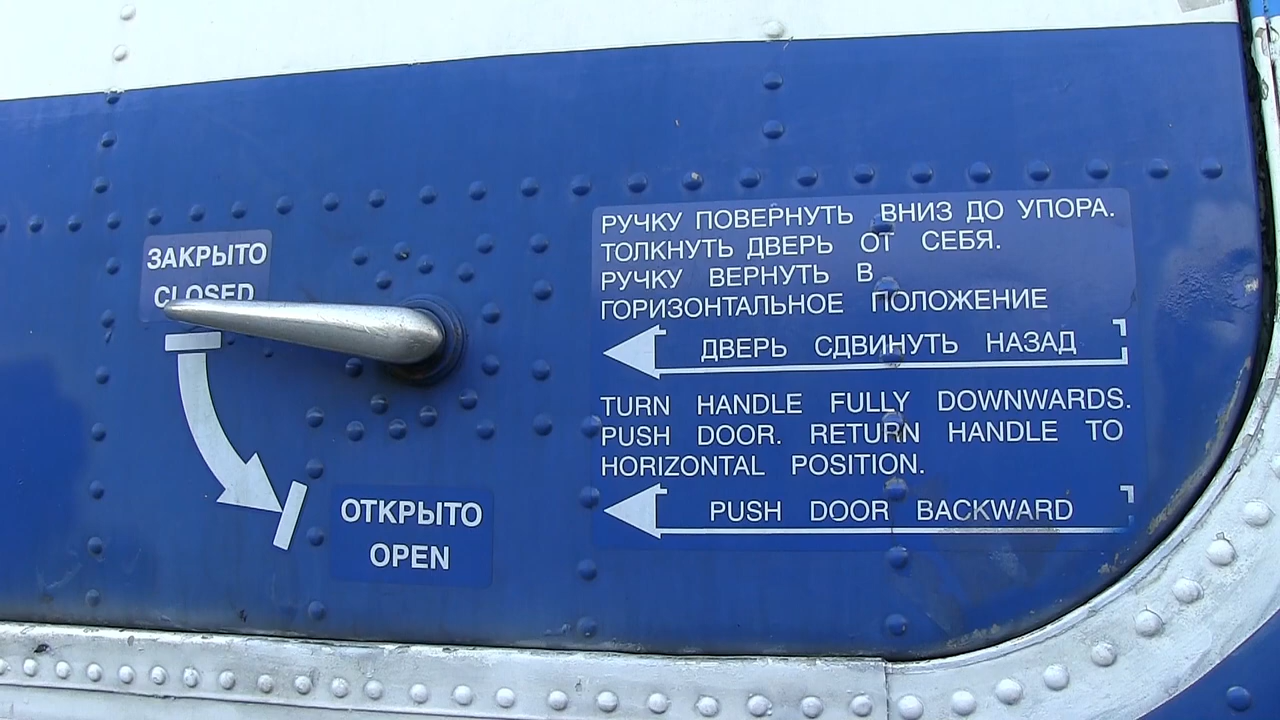 ЗАКРЫТО
CLOSED
ОТКРЫТО
OPEN
РУЧКУ ПОВЕРНУТЬ ВНИЗ ДО УПОРА.
ТОЛКНУТЬ ДВЕРЬ ОТ СЕБЯ.
РУЧКУ ВЕРНУТЬ В
ГОРИЗОНТАЛЬНОЕ ПОЛОЖЕНИЕ
ДВЕРЬ СДВИНУТЬ НАЗАД
TURN HANDLE FULLY DOWNWARDS.
PUSH DOOR. RETURN HANDLE TO
HORIZONTAL POSITION.
PUSH DOOR BACKWARD